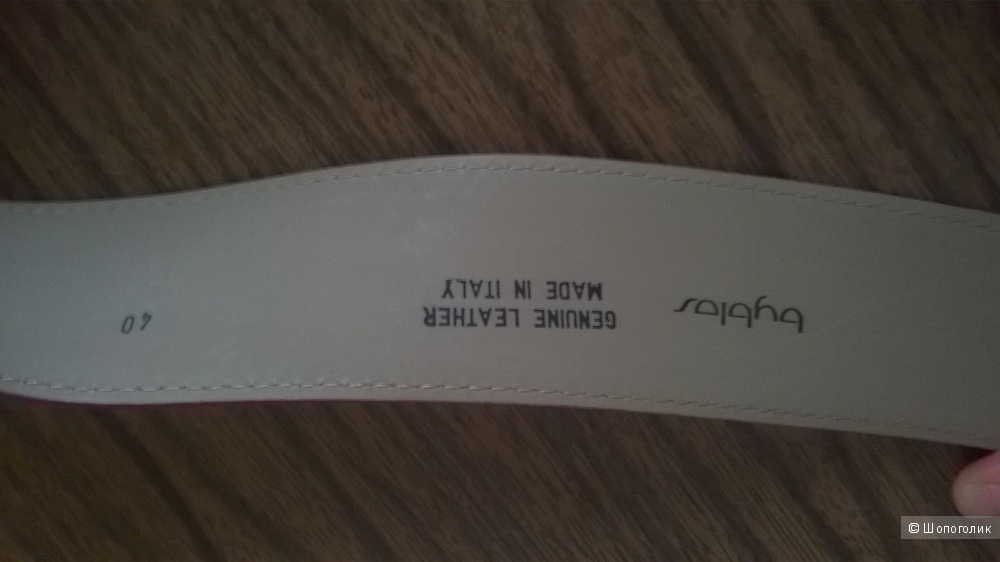 byblos
GENUINE LEATHER
MADE IN ITALY
40
© Шопоголик